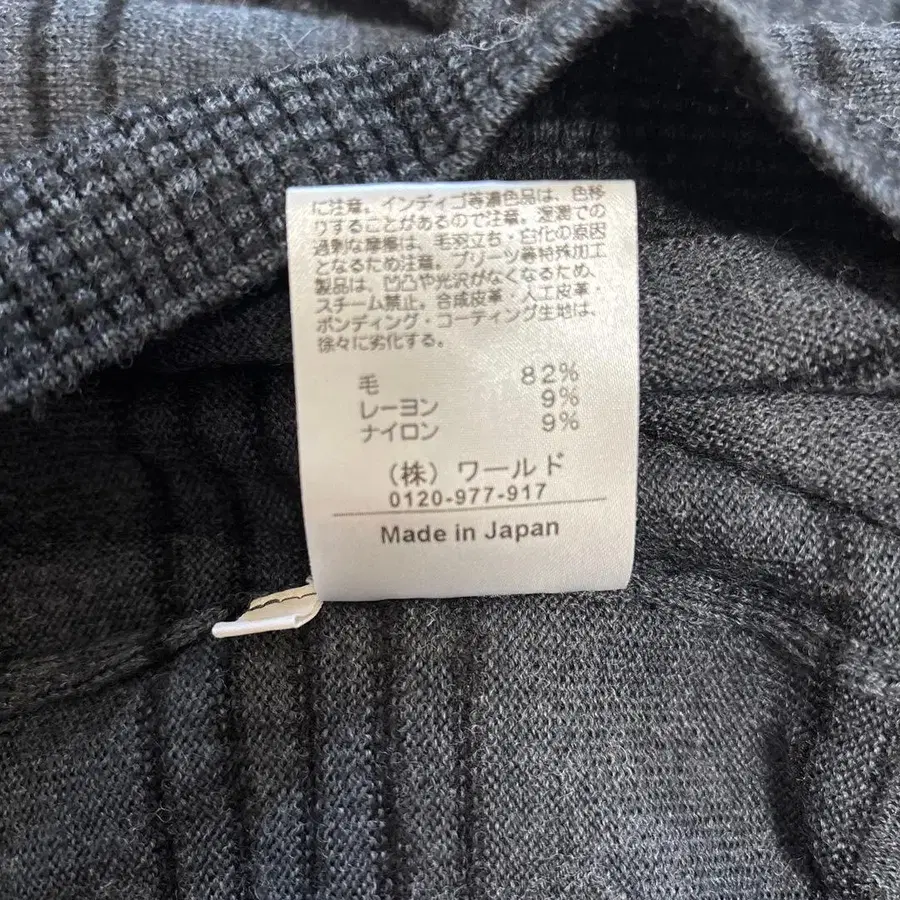 に注意。インディゴ等濃色品は、色移
りすることがあるので注意。湿潤での
過剰な摩擦は、毛羽立ち・白化の原因
となるため注意。プリーツ等特殊加工
製品は、凹凸や光沢がなくなるため、
スチーム禁止。合成皮革・人工皮革・
ボンディング・コーティング生地は、
徐々に劣化する。
毛 82%
レーヨン 9%
ナイロン 9%
(株) ワールド
0120-977-917
Made in Japan